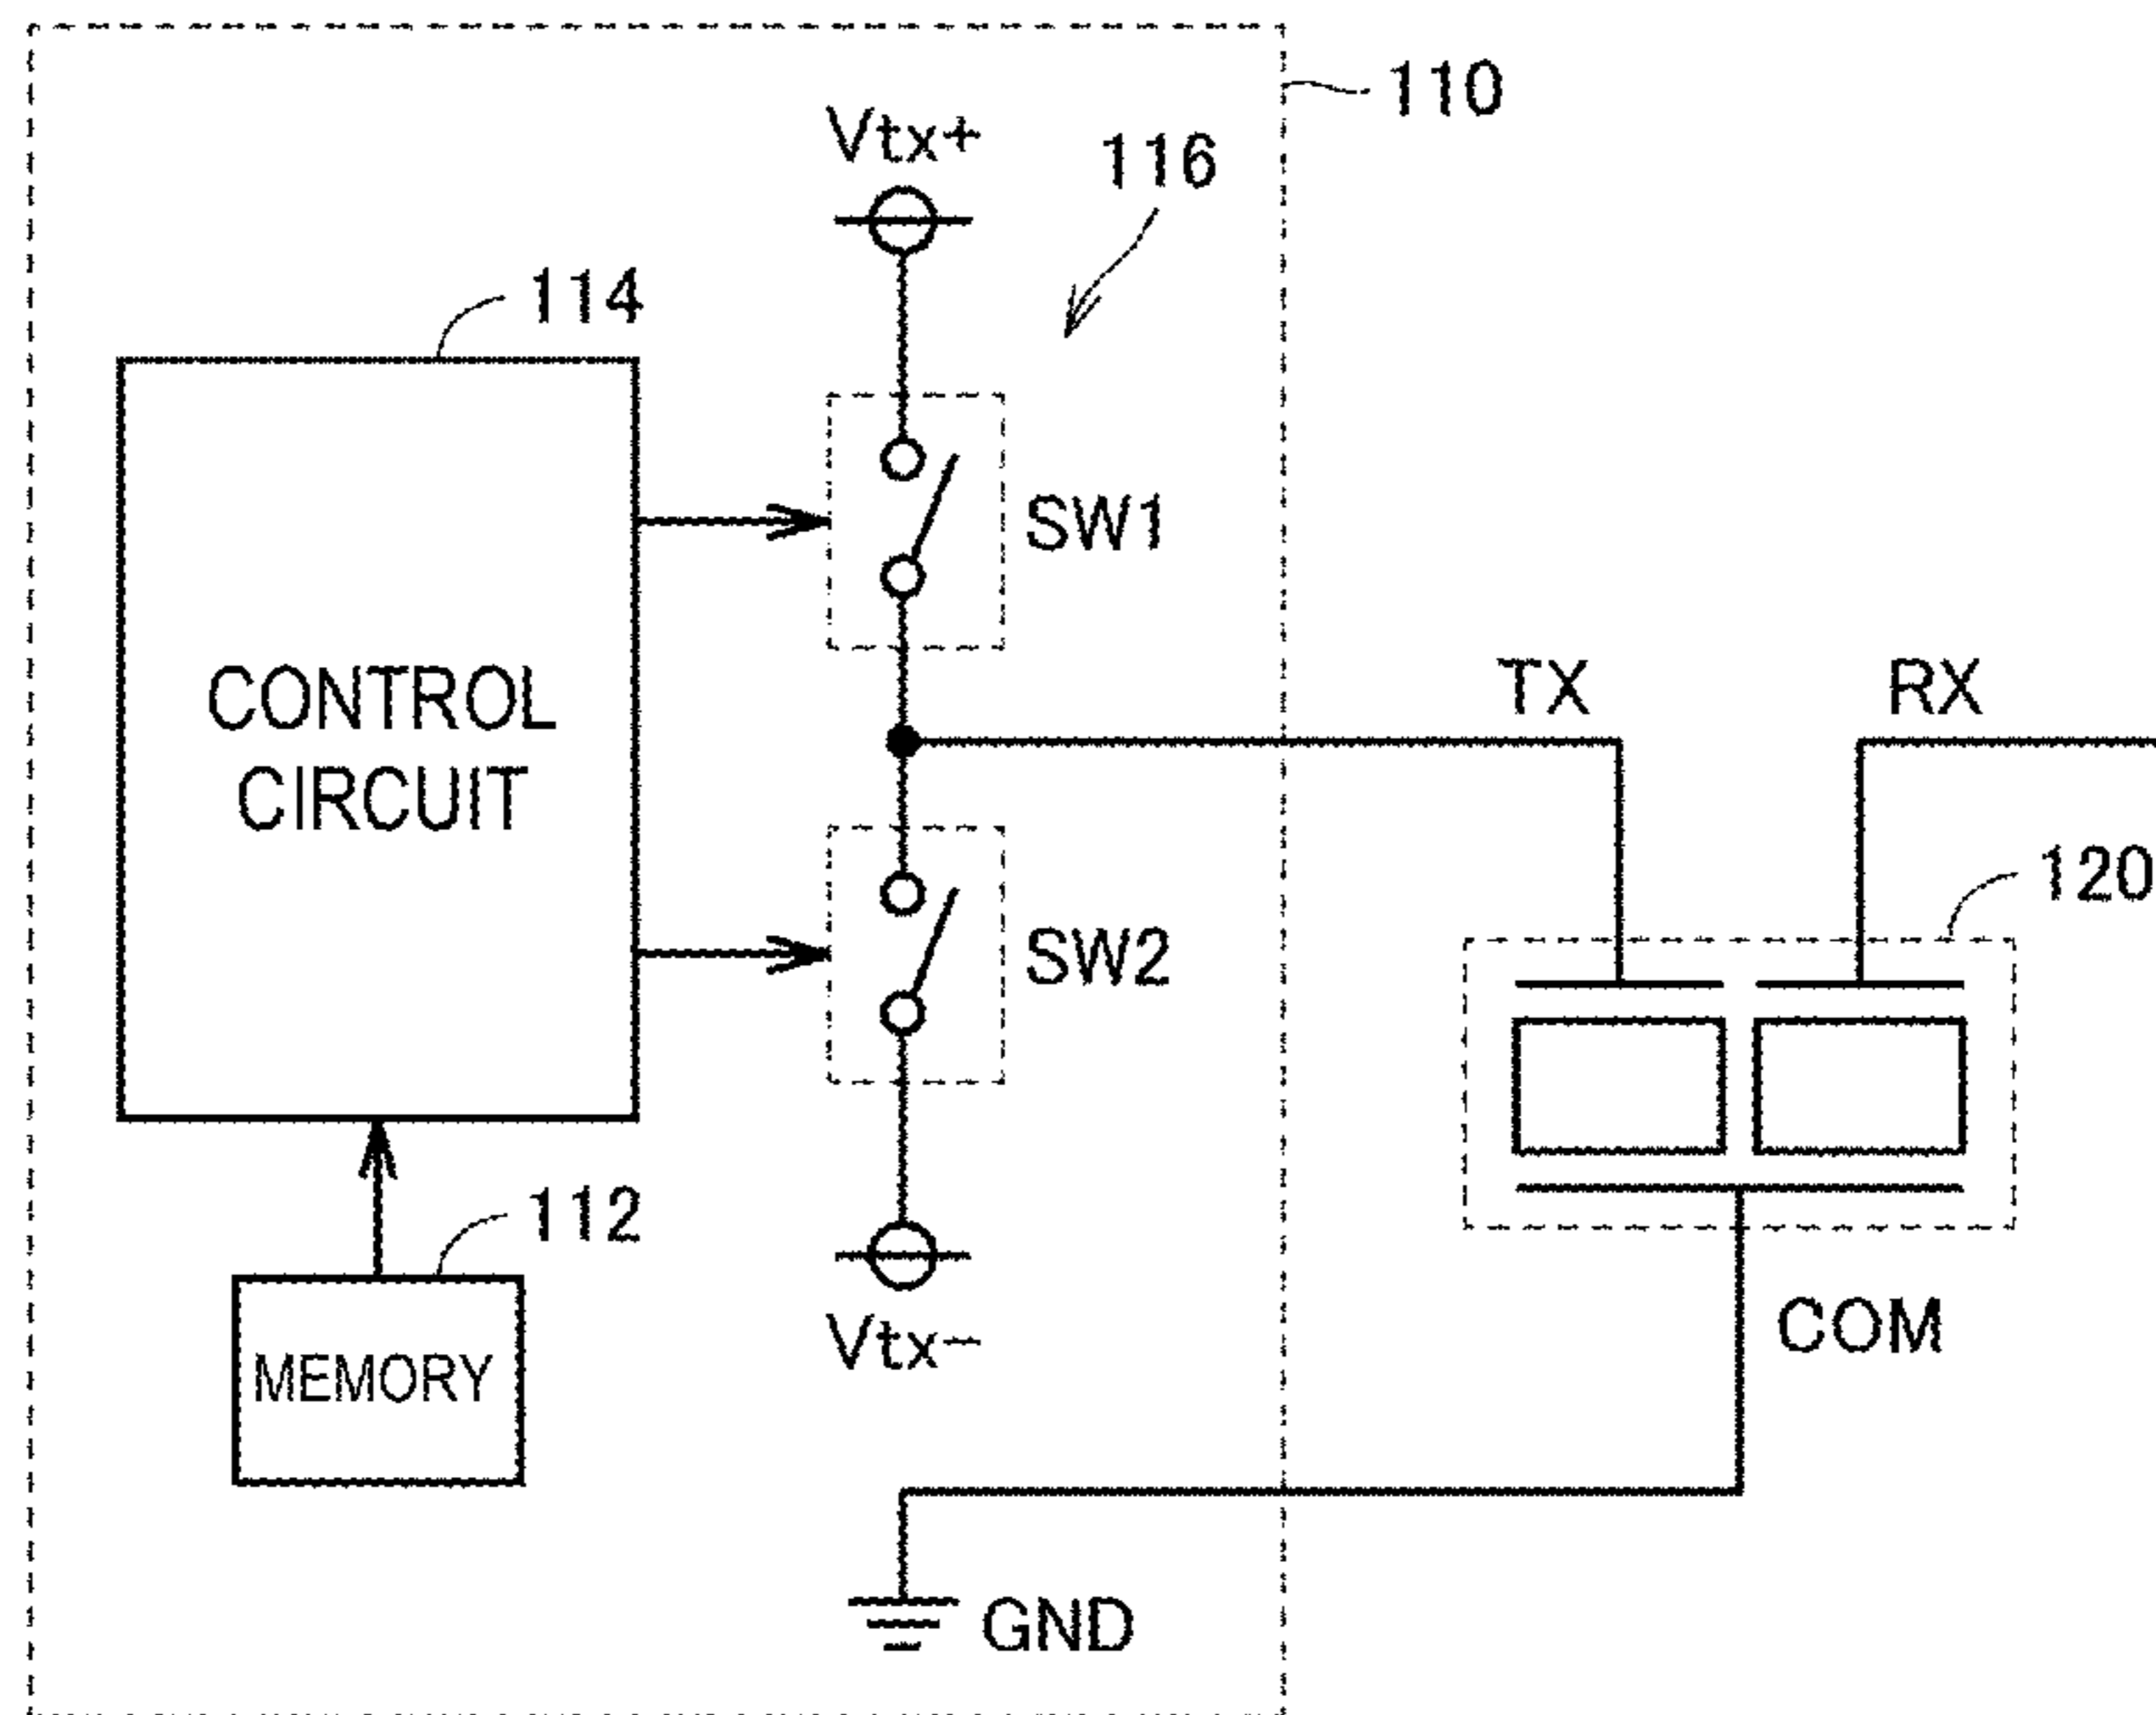 110
Vtx+
116
114
SW1
CONTROL
CIRCUIT
TX
RX
120
SW2
112
MEMORY
Vtx−
COM
GND